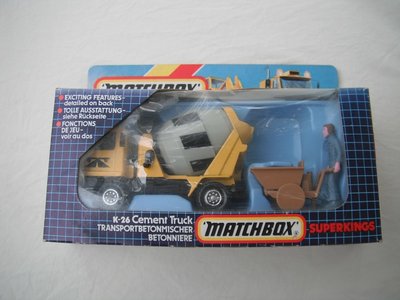 MATCHBOX
• EXCITING FEATURES-
detailed on back
• TOLLE AUSSTATTUNG-
siehe Rückseite
• FONCTIONS
DE JEU-
voir au dos
K-26 Cement Truck
TRANSPORTBETONMISCHER
BETONNIERE
MATCHBOX®
SUPERKINGS